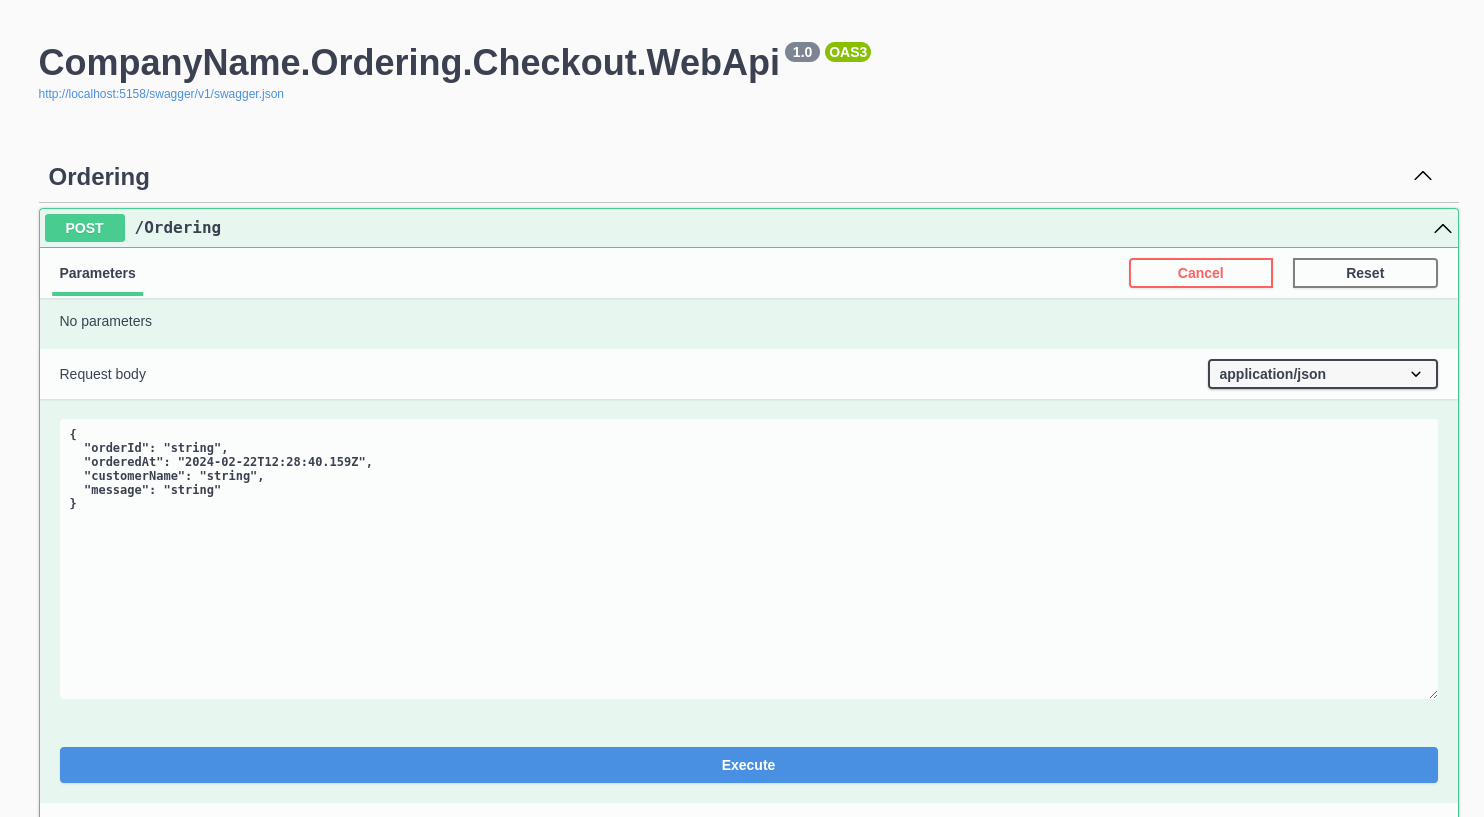 CompanyName.Ordering.Checkout.WebApi 1.0 OAS3
http://localhost:5158/swagger/v1/swagger.json
Ordering
POST /Ordering
Parameters Cancel Reset
No parameters
Request body application/json
{
  "orderId": "string",
  "orderedAt": "2024-02-22T12:28:40.159Z",
  "customerName": "string",
  "message": "string"
}
Execute